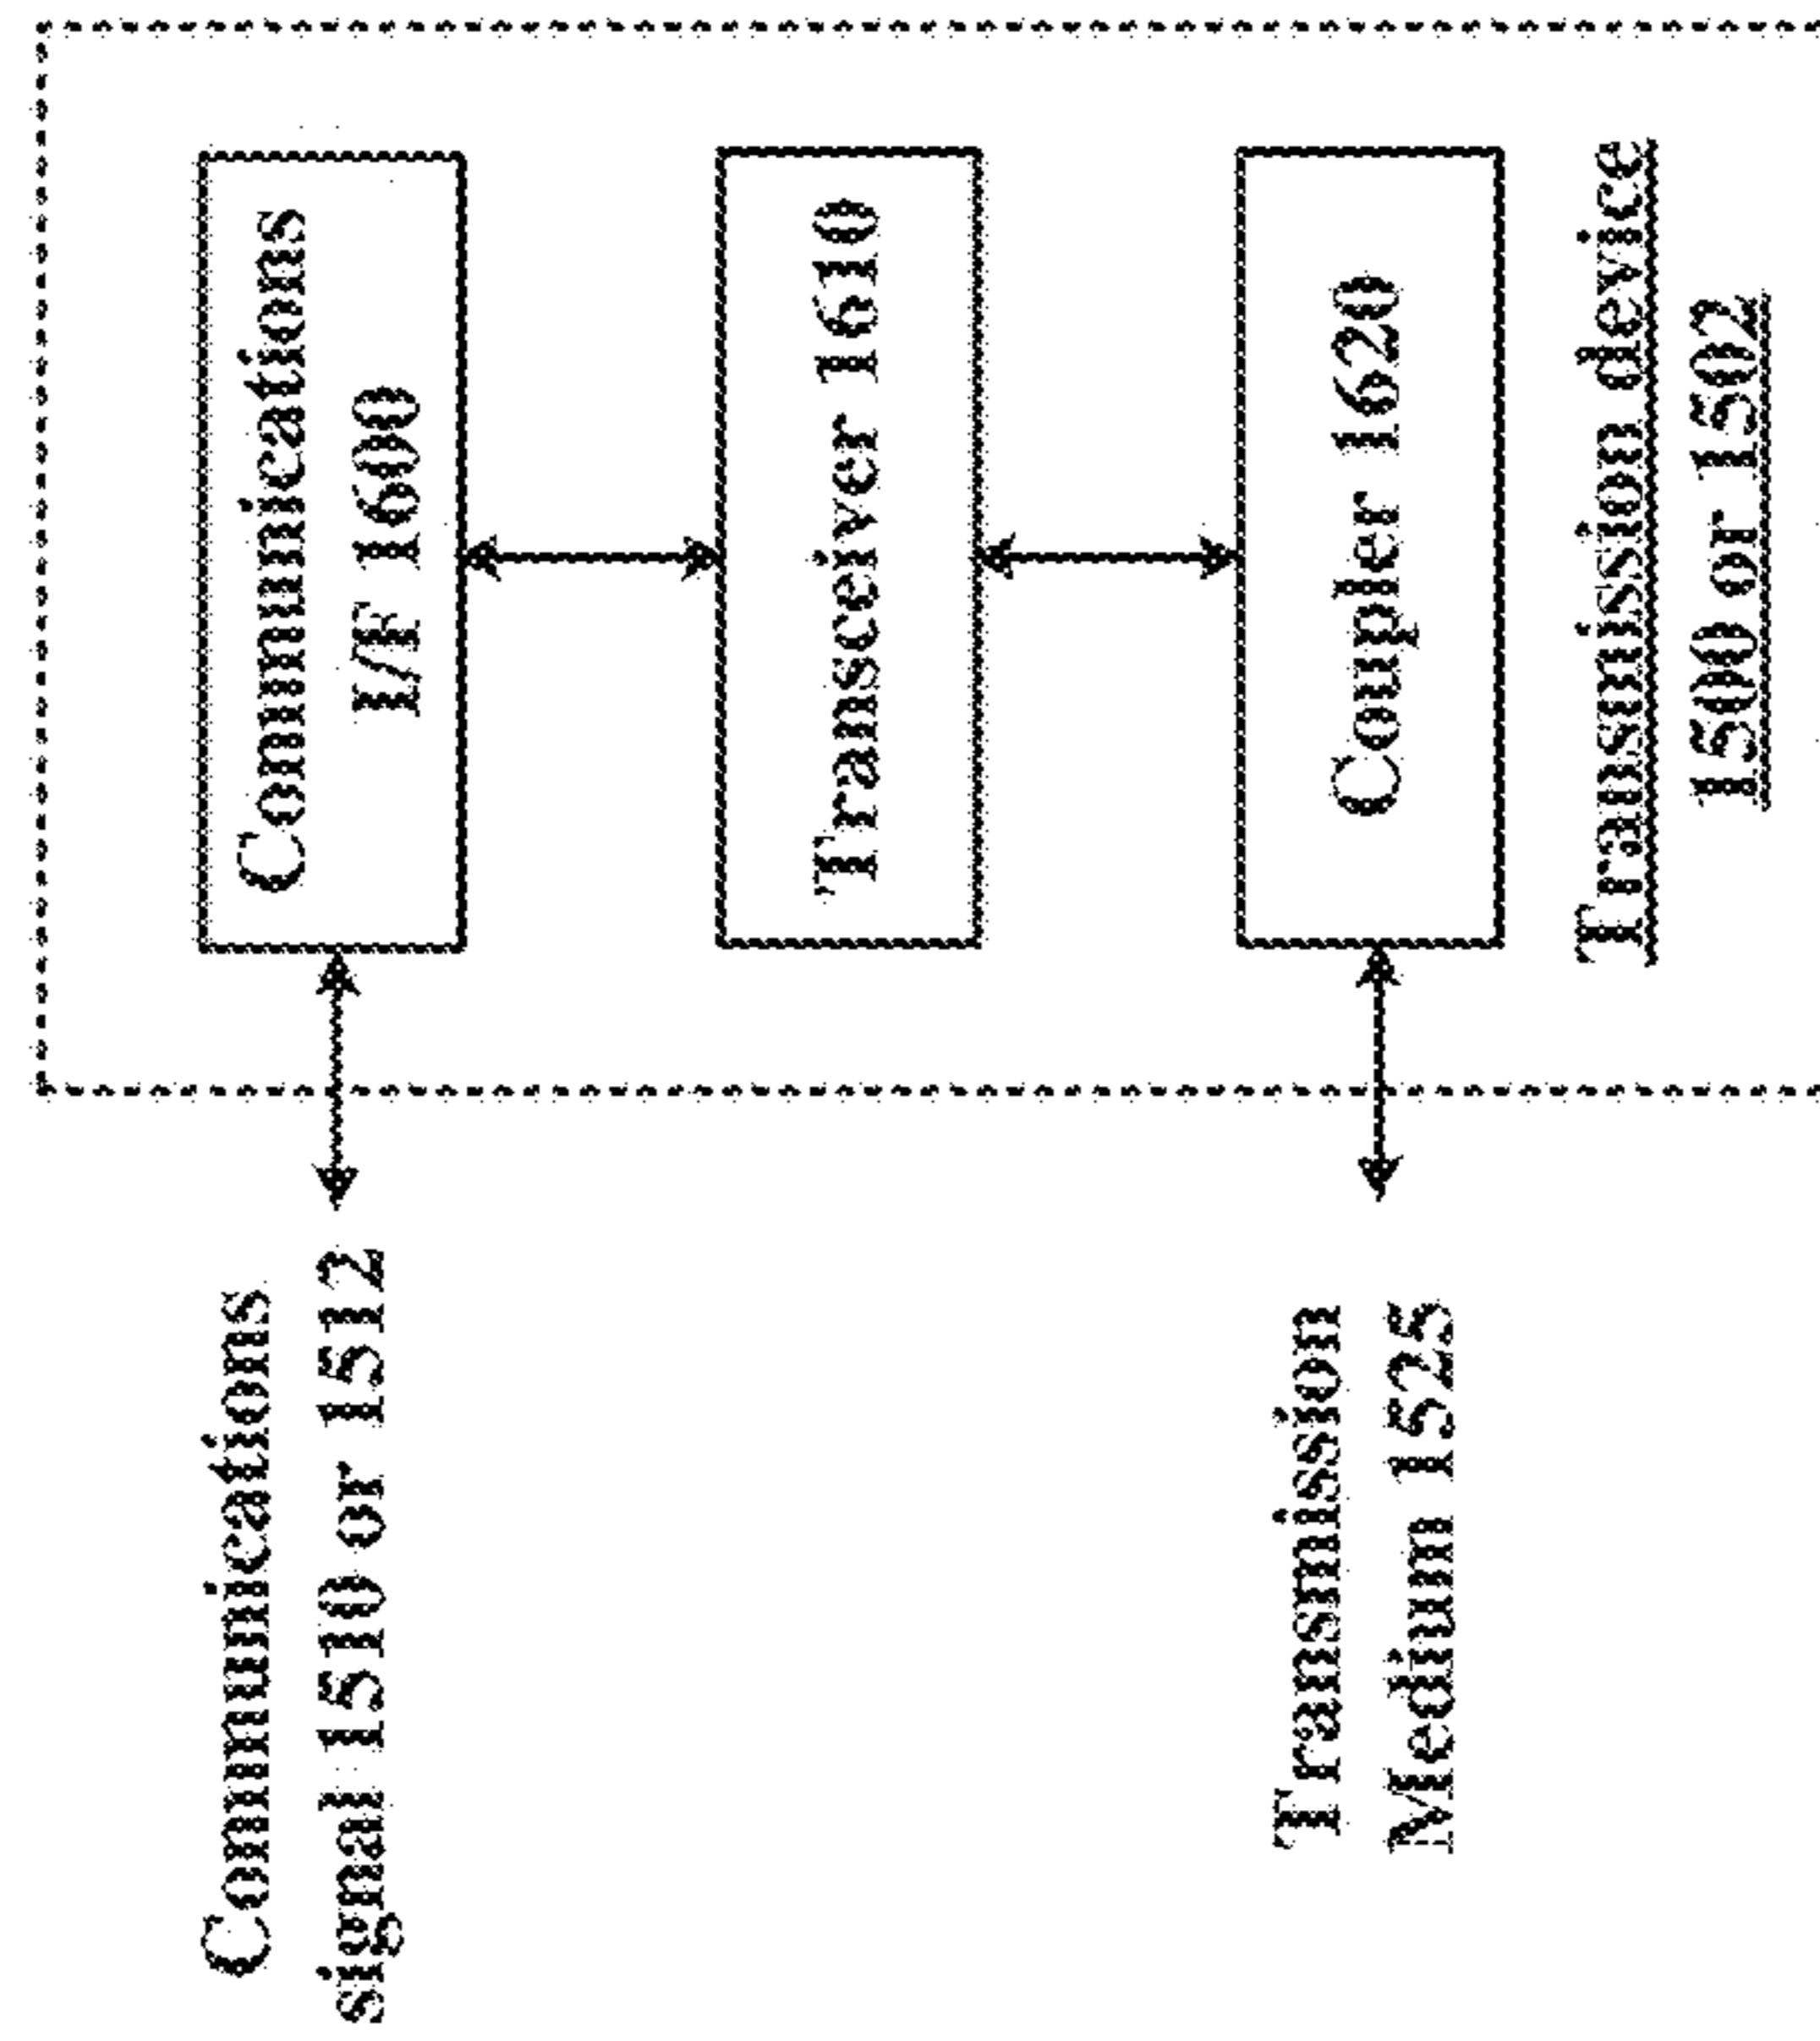 Communications
signal 1510 or 1512
Communications
I/F 1600
Transceiver 1610
Transmission
Medium 1525
Coupler 1620
Transmission device
1500 or 1502